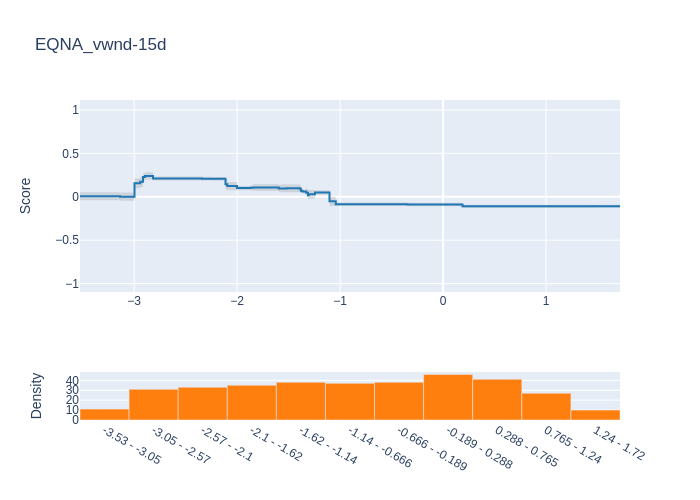 EQNA_vwnd-15d
1
0.5
0
−0.5
−1
Score
−3
−2
−1
0
1
40
30
20
10
0
Density
-3.53 - -3.05
-3.05 - -2.57
-2.57 - -2.1
-2.1 - -1.62
-1.62 - -1.14
-1.14 - -0.666
-0.666 - -0.189
-0.189 - 0.288
0.288 - 0.765
0.765 - 1.24
1.24 - 1.72